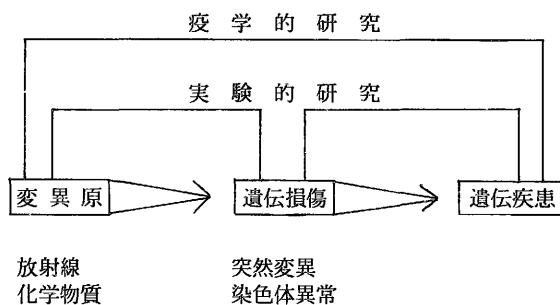 疫学的研究
実験的研究
変異原 遺伝損傷 遺伝疾患
放射線 突然変異
化学物質 染色体異常